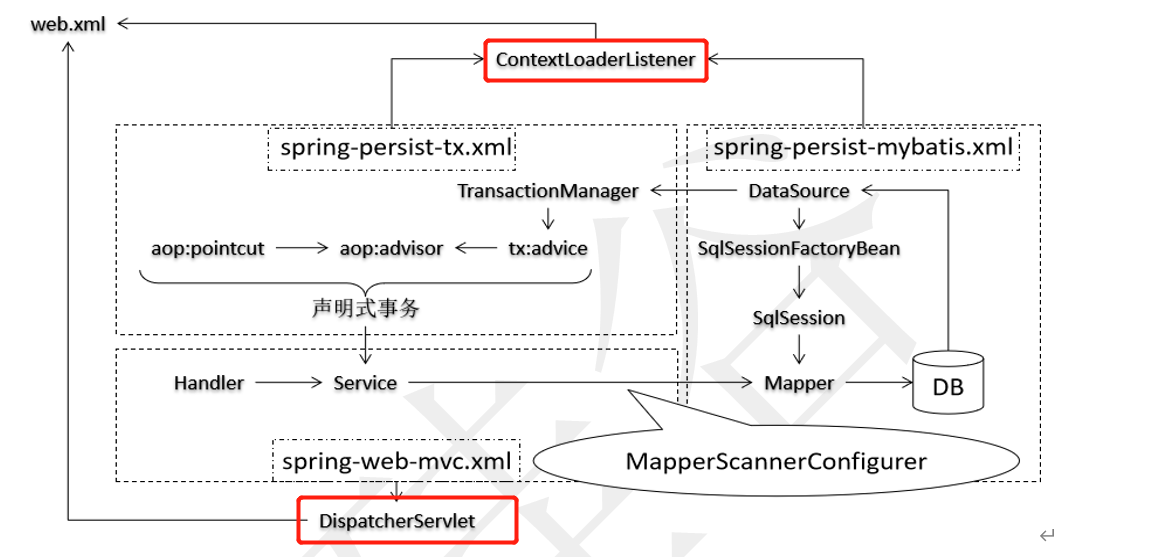 web.xml
ContextLoaderListener
spring-persist-tx.xml
spring-persist-mybatis.xml
TransactionManager
DataSource
aop:pointcut
aop:advisor
tx:advice
SqlSessionFactoryBean
声明式事务
SqlSession
Handler
Service
Mapper
DB
spring-web-mvc.xml
MapperScannerConfigurer
DispatcherServlet